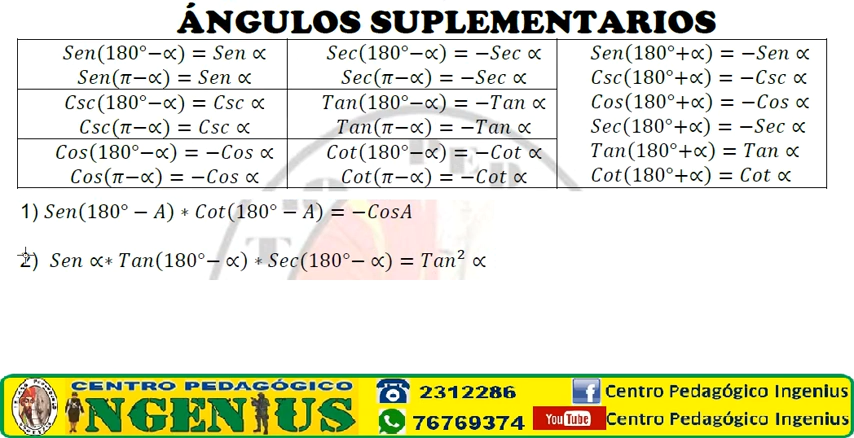 ÁNGULOS SUPLEMENTARIOS
Sen(180°−∝) = Sen ∝
Sen(π−∝) = Sen ∝
Csc(180°−∝) = Csc ∝
Csc(π−∝) = Csc ∝
Cos(180°−∝) = −Cos ∝
Cos(π−∝) = −Cos ∝
Sec(180°−∝) = −Sec ∝
Sec(π−∝) = −Sec ∝
Tan(180°−∝) = −Tan ∝
Tan(π−∝) = −Tan ∝
Cot(180°−∝) = −Cot ∝
Cot(π−∝) = −Cot ∝
Sen(180°+∝) = −Sen ∝
Csc(180°+∝) = −Csc ∝
Cos(180°+∝) = −Cos ∝
Sec(180°+∝) = −Sec ∝
Tan(180°+∝) = Tan ∝
Cot(180°+∝) = Cot ∝
1) Sen(180° − A) ∗ Cot(180° − A) = −CosA
2) Sen ∝∗ Tan(180°− ∝) ∗ Sec(180°− ∝) = Tan² ∝
CENTRO PEDAGÓGICO
INGENIUS
2312286
76769374
f Centro Pedagógico Ingenius
YouTube Centro Pedagógico Ingenius